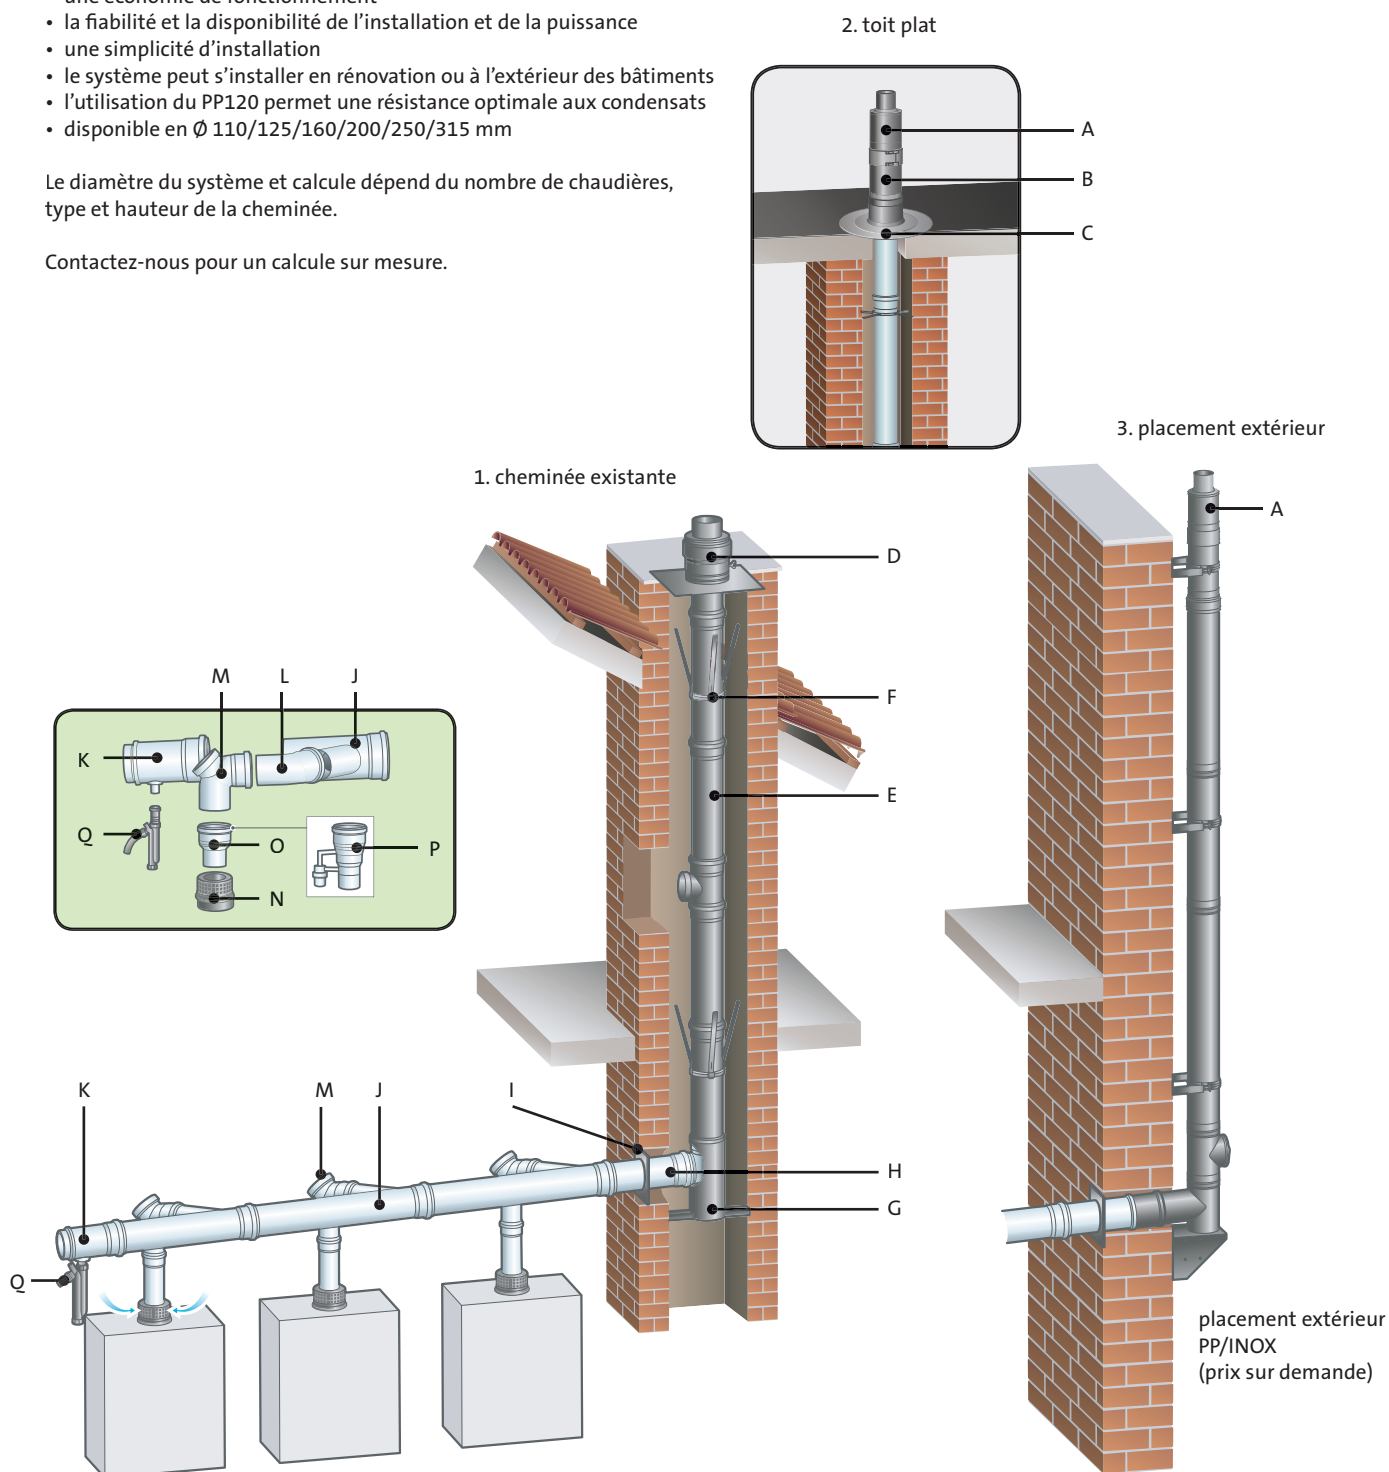 une économie de fonctionnement
• la fiabilité et la disponibilité de l’installation et de la puissance
• une simplicité d’installation
• le système peut s’installer en rénovation ou à l’extérieur des bâtiments
• l’utilisation du PP120 permet une résistance optimale aux condensats
• disponible en Ø 110/125/160/200/250/315 mm
Le diamètre du système et calcule dépend du nombre de chaudières,
type et hauteur de la cheminée.
Contactez-nous pour un calcule sur mesure.
2. toit plat
A
B
C
3. placement extérieur
A
1. cheminée existante
D
F
E
M L J
K
Q
O
P
N
K M J I
H
G
Q
placement extérieur
PP/INOX
(prix sur demande)